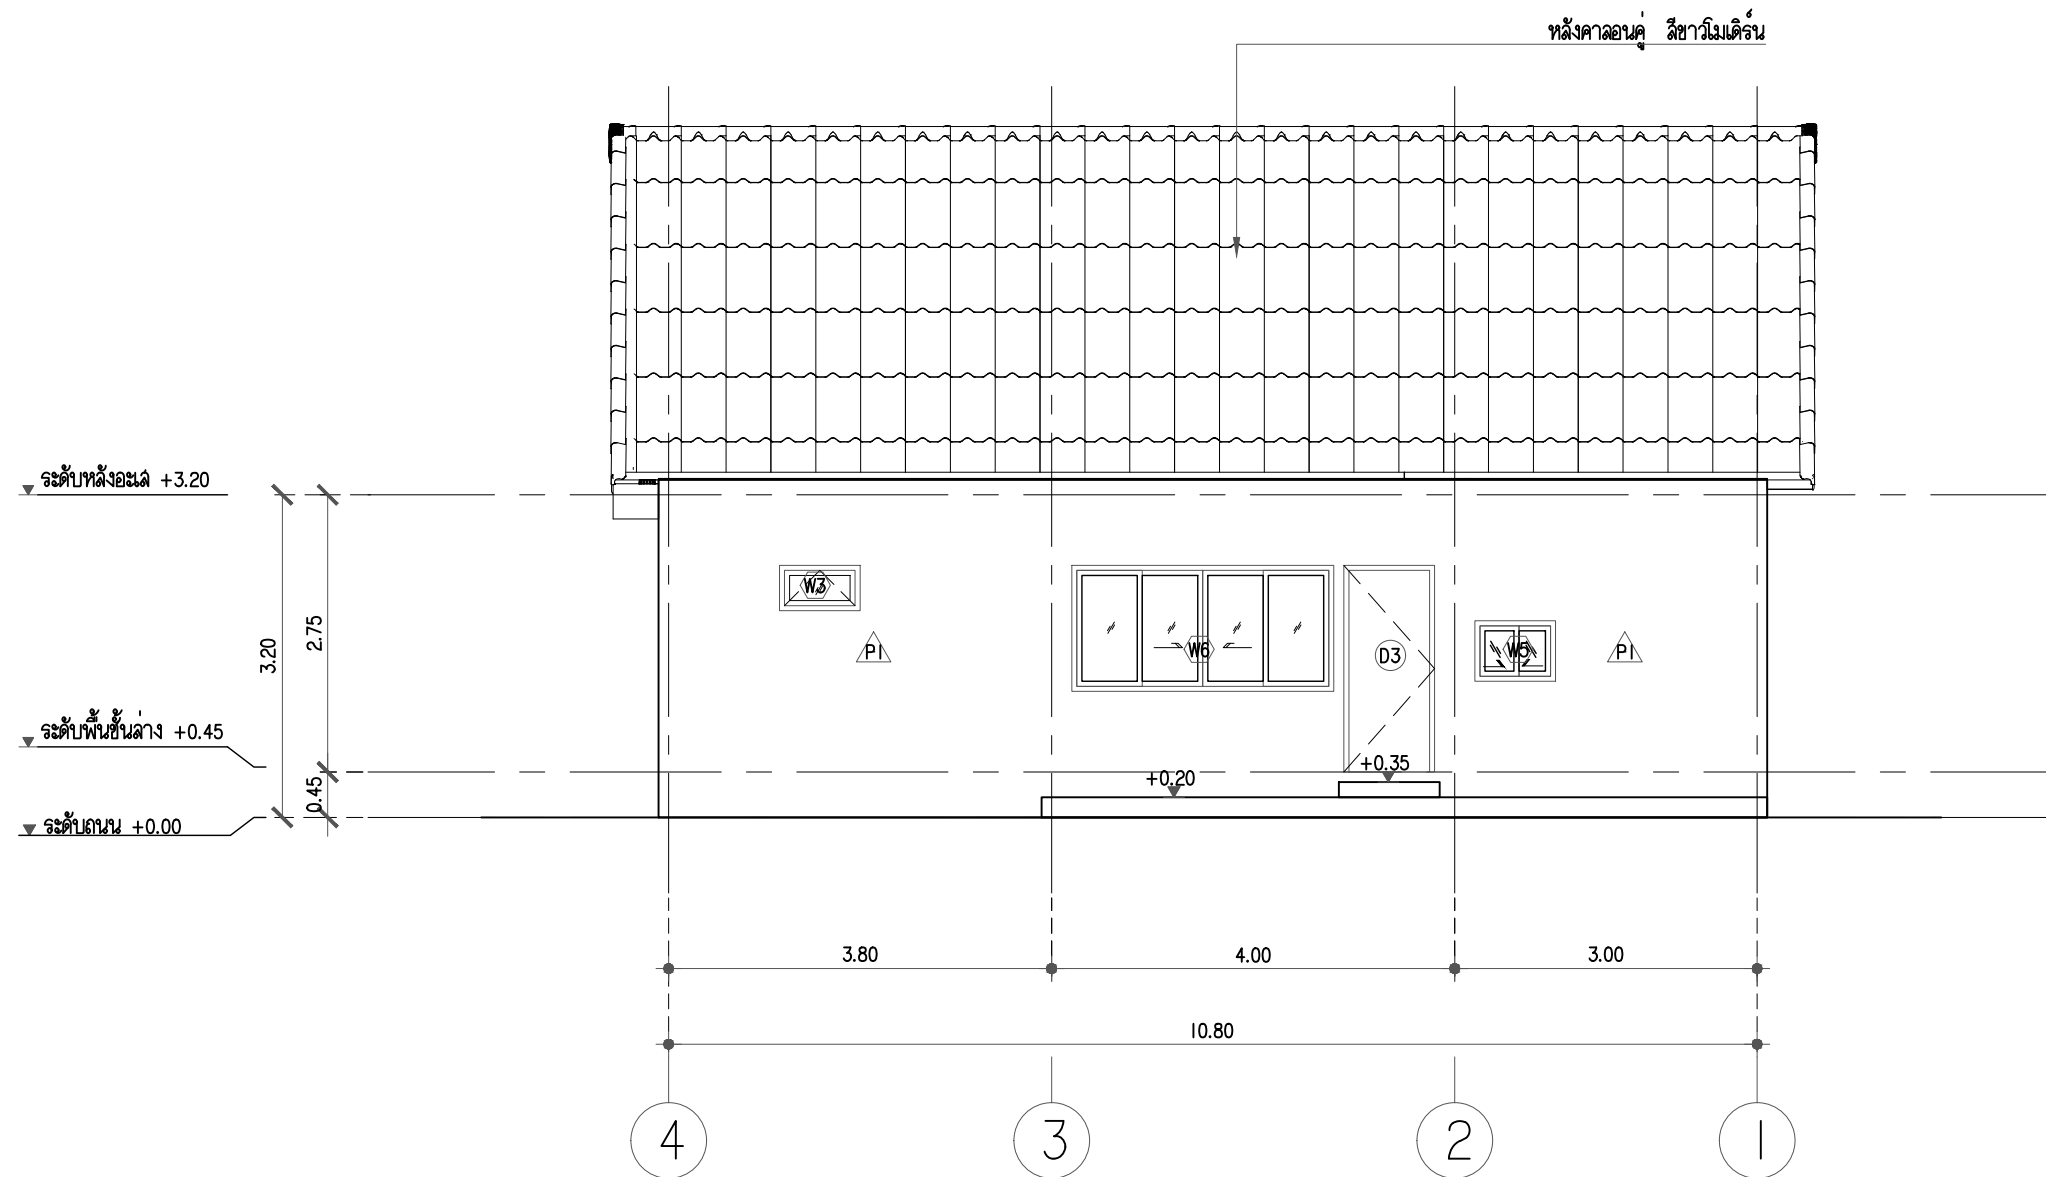 หลังคาลอนคู่ สีขาวโมเดิร์น
ระดับหลังอะเส +3.20
W3
2.75
3.20
P1
W6
D3
W5
P1
ระดับพื้นชั้นล่าง +0.45
+0.35
+0.20
0.45
ระดับถนน +0.00
3.80
4.00
3.00
10.80
4
3
2
1